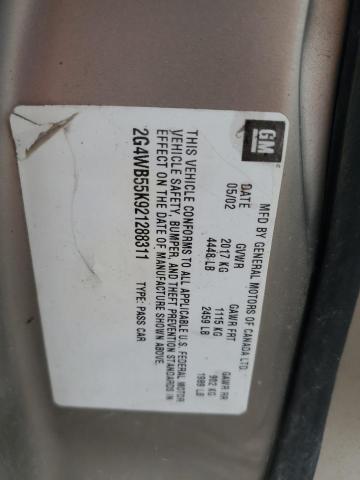 GM
MFD BY GENERAL MOTORS OF CANADA LTD.
DATE GVWR GAWR FRT GAWR RR
05/02 2017 KG 1115 KG 902 KG
4448 LB 2459 LB 1989 LB
THIS VEHICLE CONFORMS TO ALL APPLICABLE U.S. FEDERAL MOTOR
VEHICLE SAFETY, BUMPER, AND THEFT PREVENTION STANDARDS IN
EFFECT ON THE DATE OF MANUFACTURE SHOWN ABOVE.
2G4WB55K921288311 TYPE: PASS CAR